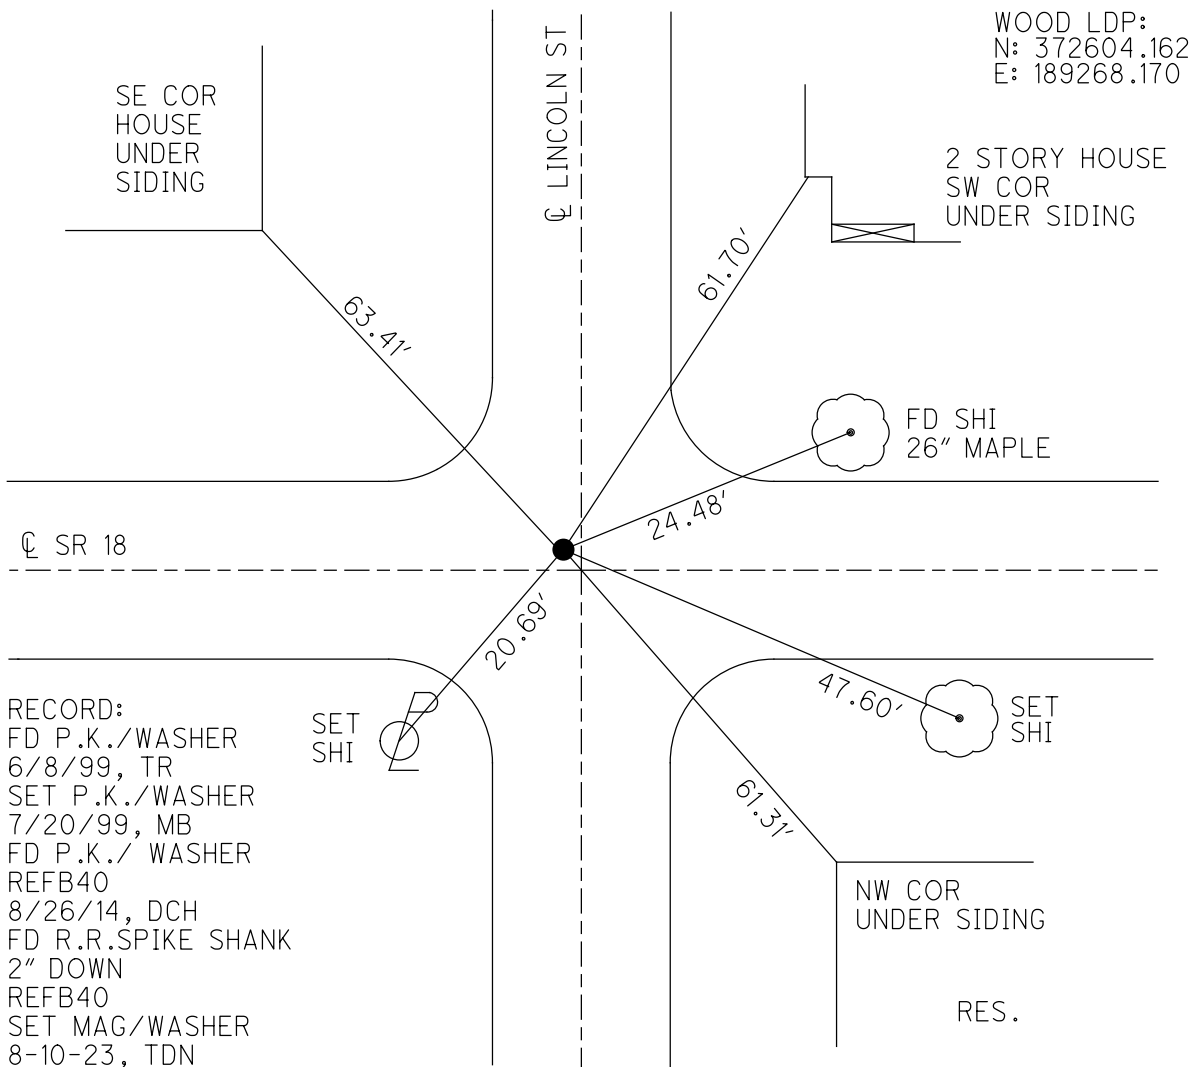 WOOD LDP:
N: 372604.162
E: 189268.170
SE COR
HOUSE
UNDER
SIDING
℄ LINCOLN ST
2 STORY HOUSE
SW COR
UNDER SIDING
61.70′
63.41′
FD SHI
26″ MAPLE
24.48′
℄ SR 18
20.69′
47.60′
SET
SHI
SET
SHI
61.31′
NW COR
UNDER SIDING
RES.
RECORD:
FD P.K./WASHER
6/8/99, TR
SET P.K./WASHER
7/20/99, MB
FD P.K./ WASHER
REFB40
8/26/14, DCH
FD R.R.SPIKE SHANK
2″ DOWN
REFB40
SET MAG/WASHER
8-10-23, TDN